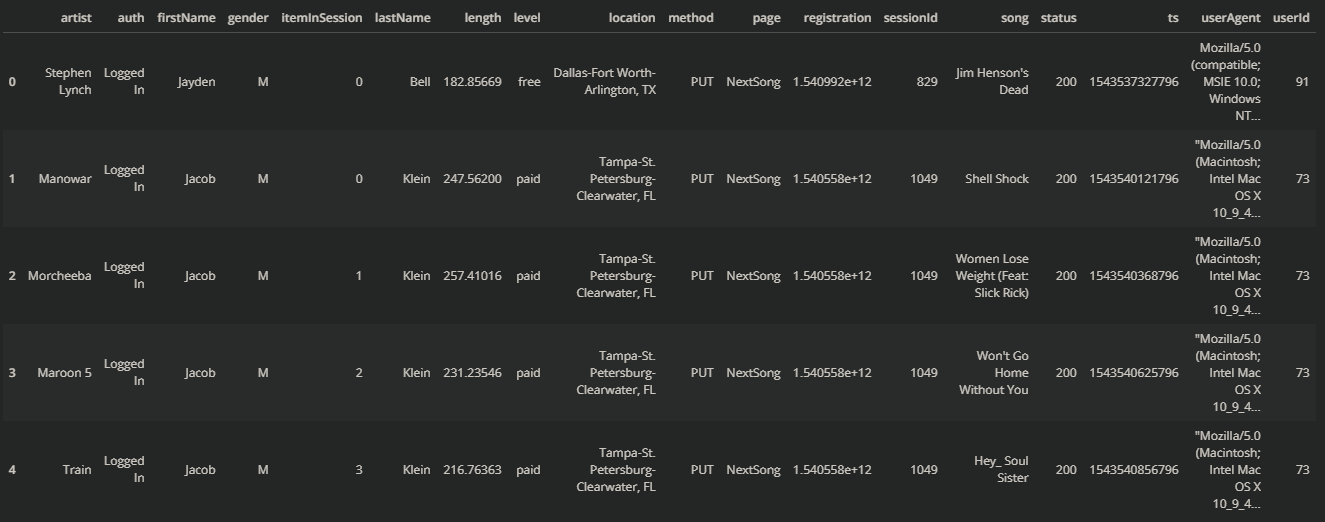 artist auth firstName gender itemInSession lastName length level location method page registration sessionId song status ts userAgent userId
Mozilla/5.0
Stephen Logged Dallas-Fort Worth- Jim Henson's (compatible;
0 Jayden M 0 Bell 182.85669 free PUT NextSong 1.540992e+12 829 200 1543537327796 MSIE 10.0; 91
Lynch In Arlington, TX Dead Windows
NT...
"Mozilla/5.0
Logged Tampa-St. (Macintosh;
1 Manowar Jacob M 0 Klein 247.56200 paid Petersburg- PUT NextSong 1.540558e+12 1049 Shell Shock 200 1543540121796 Intel Mac 73
In Clearwater, FL OS X
10_9_4...
"Mozilla/5.0
Logged Tampa-St. Women Lose (Macintosh;
2 Morcheeba Jacob M 1 Klein 257.41016 paid Petersburg- PUT NextSong 1.540558e+12 1049 Weight (Feat: 200 1543540368796 Intel Mac 73
In Clearwater, FL Slick Rick) OS X
10_9_4...
"Mozilla/5.0
Logged Tampa-St. Won't Go (Macintosh;
3 Maroon 5 Jacob M 2 Klein 231.23546 paid Petersburg- PUT NextSong 1.540558e+12 1049 Home 200 1543540625796 Intel Mac 73
In Clearwater, FL Without You OS X
10_9_4...
"Mozilla/5.0
Logged Tampa-St. Hey_ Soul (Macintosh;
4 Train Jacob M 3 Klein 216.76363 paid Petersburg- PUT NextSong 1.540558e+12 1049 200 1543540856796 Intel Mac 73
In Clearwater, FL Sister OS X
10_9_4...